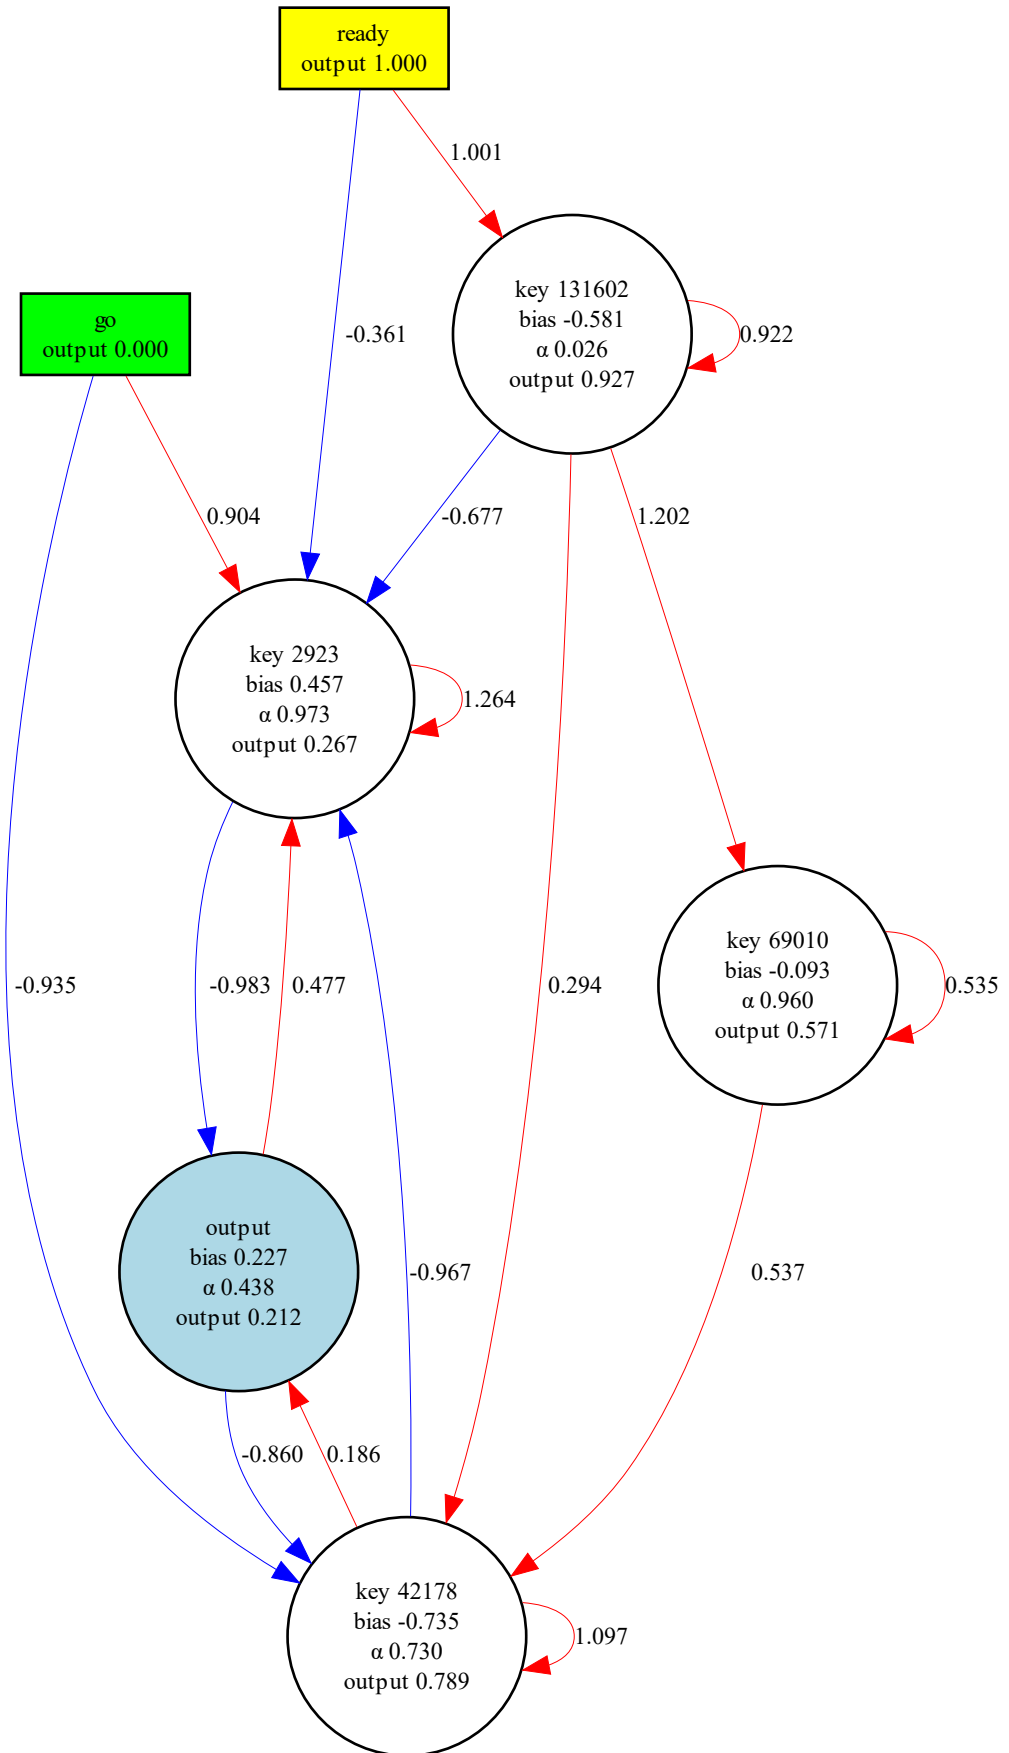 ready
output 1.000
1.001
key 131602
bias -0.581
α 0.026
output 0.927
0.922
go
output 0.000
-0.361
0.904
-0.677
1.202
key 2923
bias 0.457
α 0.973
output 0.267
1.264
key 69010
bias -0.093
α 0.960
output 0.571
0.535
-0.935
-0.983
0.477
0.294
output
bias 0.227
α 0.438
output 0.212
-0.967
0.537
-0.860
0.186
key 42178
bias -0.735
α 0.730
output 0.789
1.097